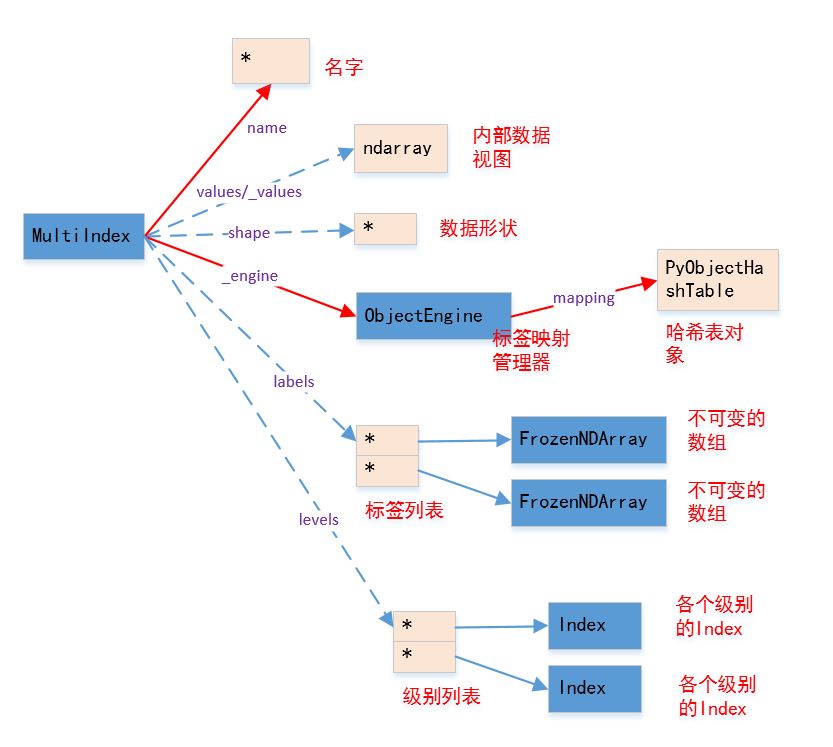 *
名字
name
ndarray
内部数据
视图
values/_values
MultiIndex
shape
*
数据形状
_engine
ObjectEngine
标签映射
管理器
mapping
PyObjectHa
shTable
哈希表对
象
labels
*
*
标签列表
FrozenNDArray
不可变的
数组
FrozenNDArray
不可变的
数组
levels
*
*
级别列表
Index
各个级别
的Index
Index
各个级别
的Index